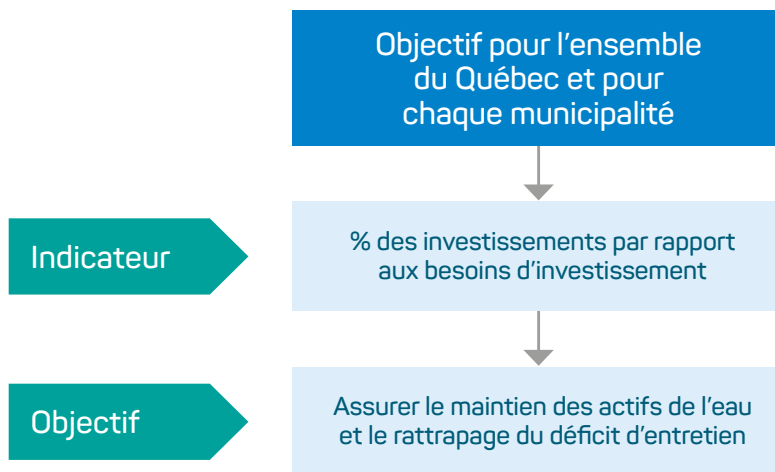 Objectif pour l'ensemble
du Québec et pour
chaque municipalité
Indicateur
% des investissements par rapport
aux besoins d'investissement
Objectif
Assurer le maintien des actifs de l'eau
et le rattrapage du déficit d'entretien